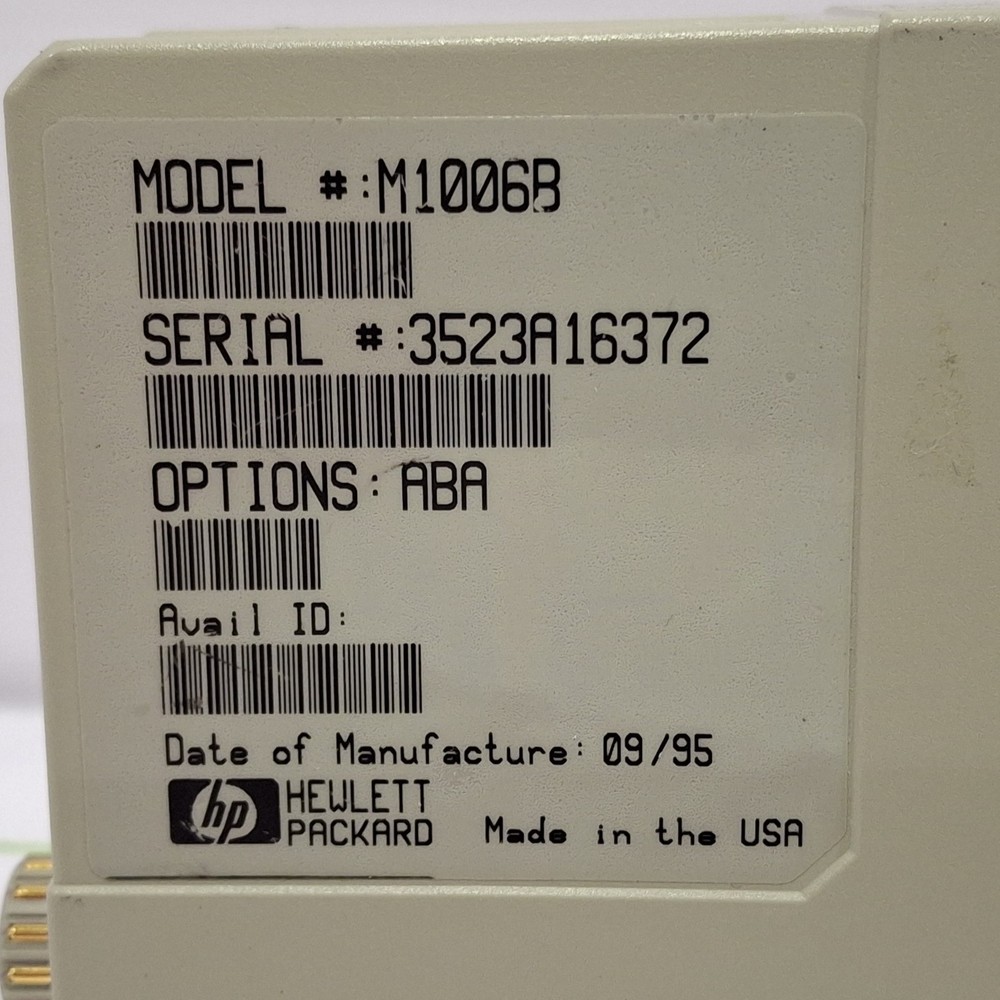 MODEL #:M1006B
SERIAL #:3523A16372
OPTIONS: ABA
Avail ID:
Date of Manufacture: 09/95
hp HEWLETT
PACKARD Made in the USA